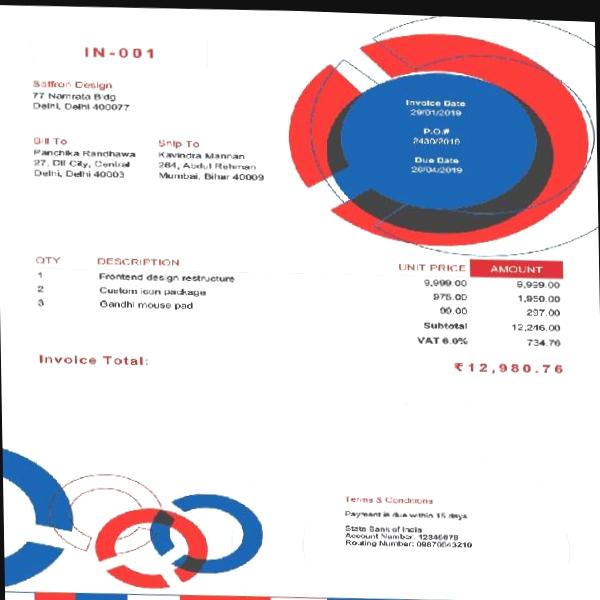 IN-001
Saffron Design
77 Namrata Bldg
Delhi, Delhi 400077
Invoice Date
29/01/2019
P.O.#
2430/2019
Due Date
26/04/2019
Bill To
Panchika Randhawa
27, Dlf City, Central
Delhi, Delhi 40003
Ship To
Kavindra Mannan
264, Abdul Rehman
Mumbai, Bihar 40009
QTY DESCRIPTION UNIT PRICE AMOUNT
1 Frontend design restructure 9,999.00 9,999.00
2 Custom icon package 975.00 1,950.00
3 Gandhi mouse pad 99.00 297.00
Subtotal 12,246.00
VAT 6.0% 734.76
Invoice Total: ₹12,980.76
Terms & Conditions
Payment is due within 15 days
State Bank of India
Account Number: 12345678
Routing Number: 09876543210